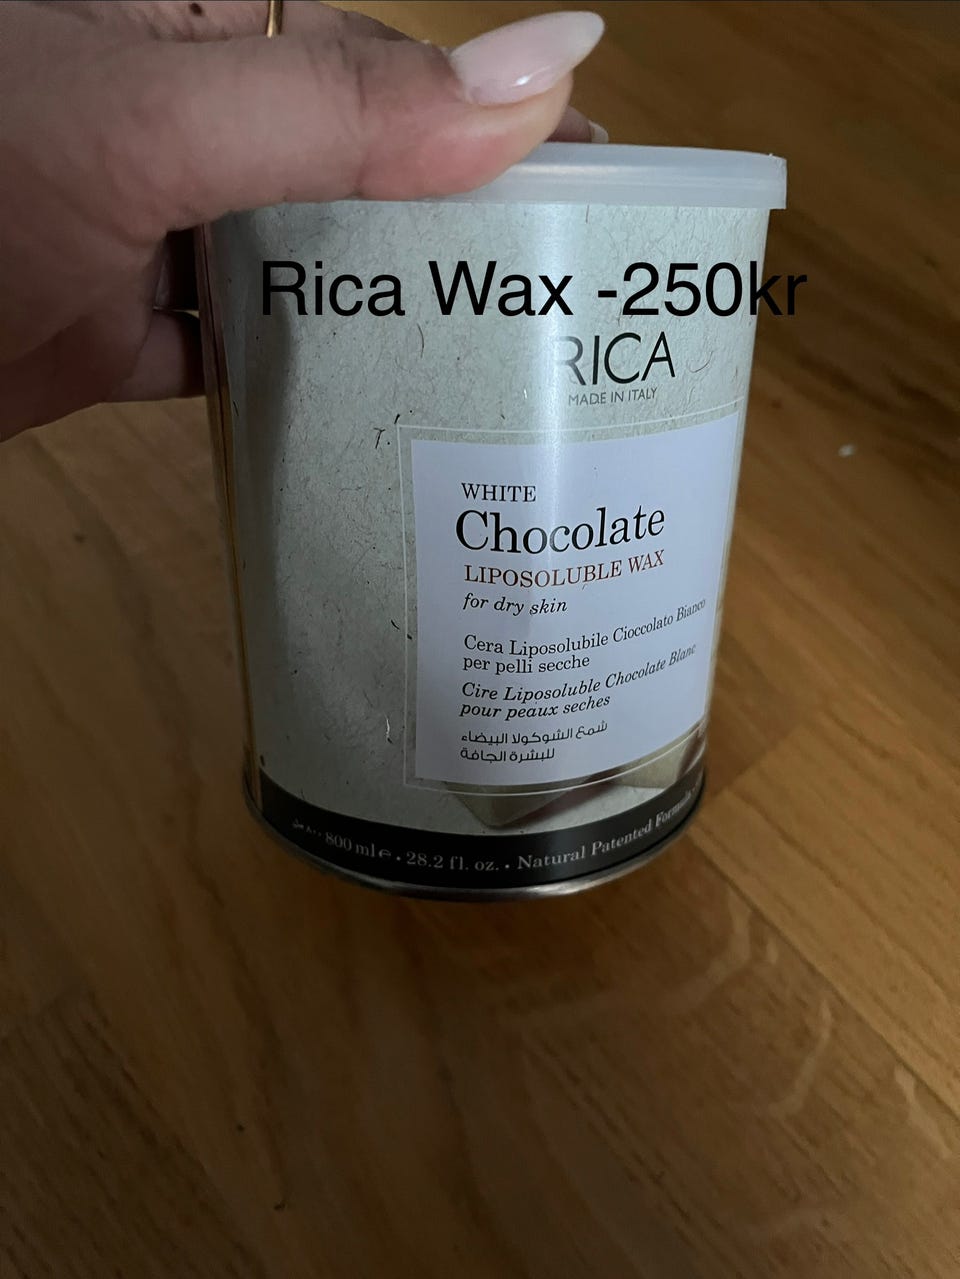 Rica Wax -250kr
RICA
MADE IN ITALY
WHITE
Chocolate
LIPOSOLUBLE WAX
for dry skin
Cera Liposolubile Cioccolato Bianco
per pelli secche
Cire Liposoluble Chocolate Blanc
pour peaux seches
شمع الشوكولا البيضاء
للبشرة الجافة
800 ml e • 28.2 fl. oz. • Natural Patented Formula